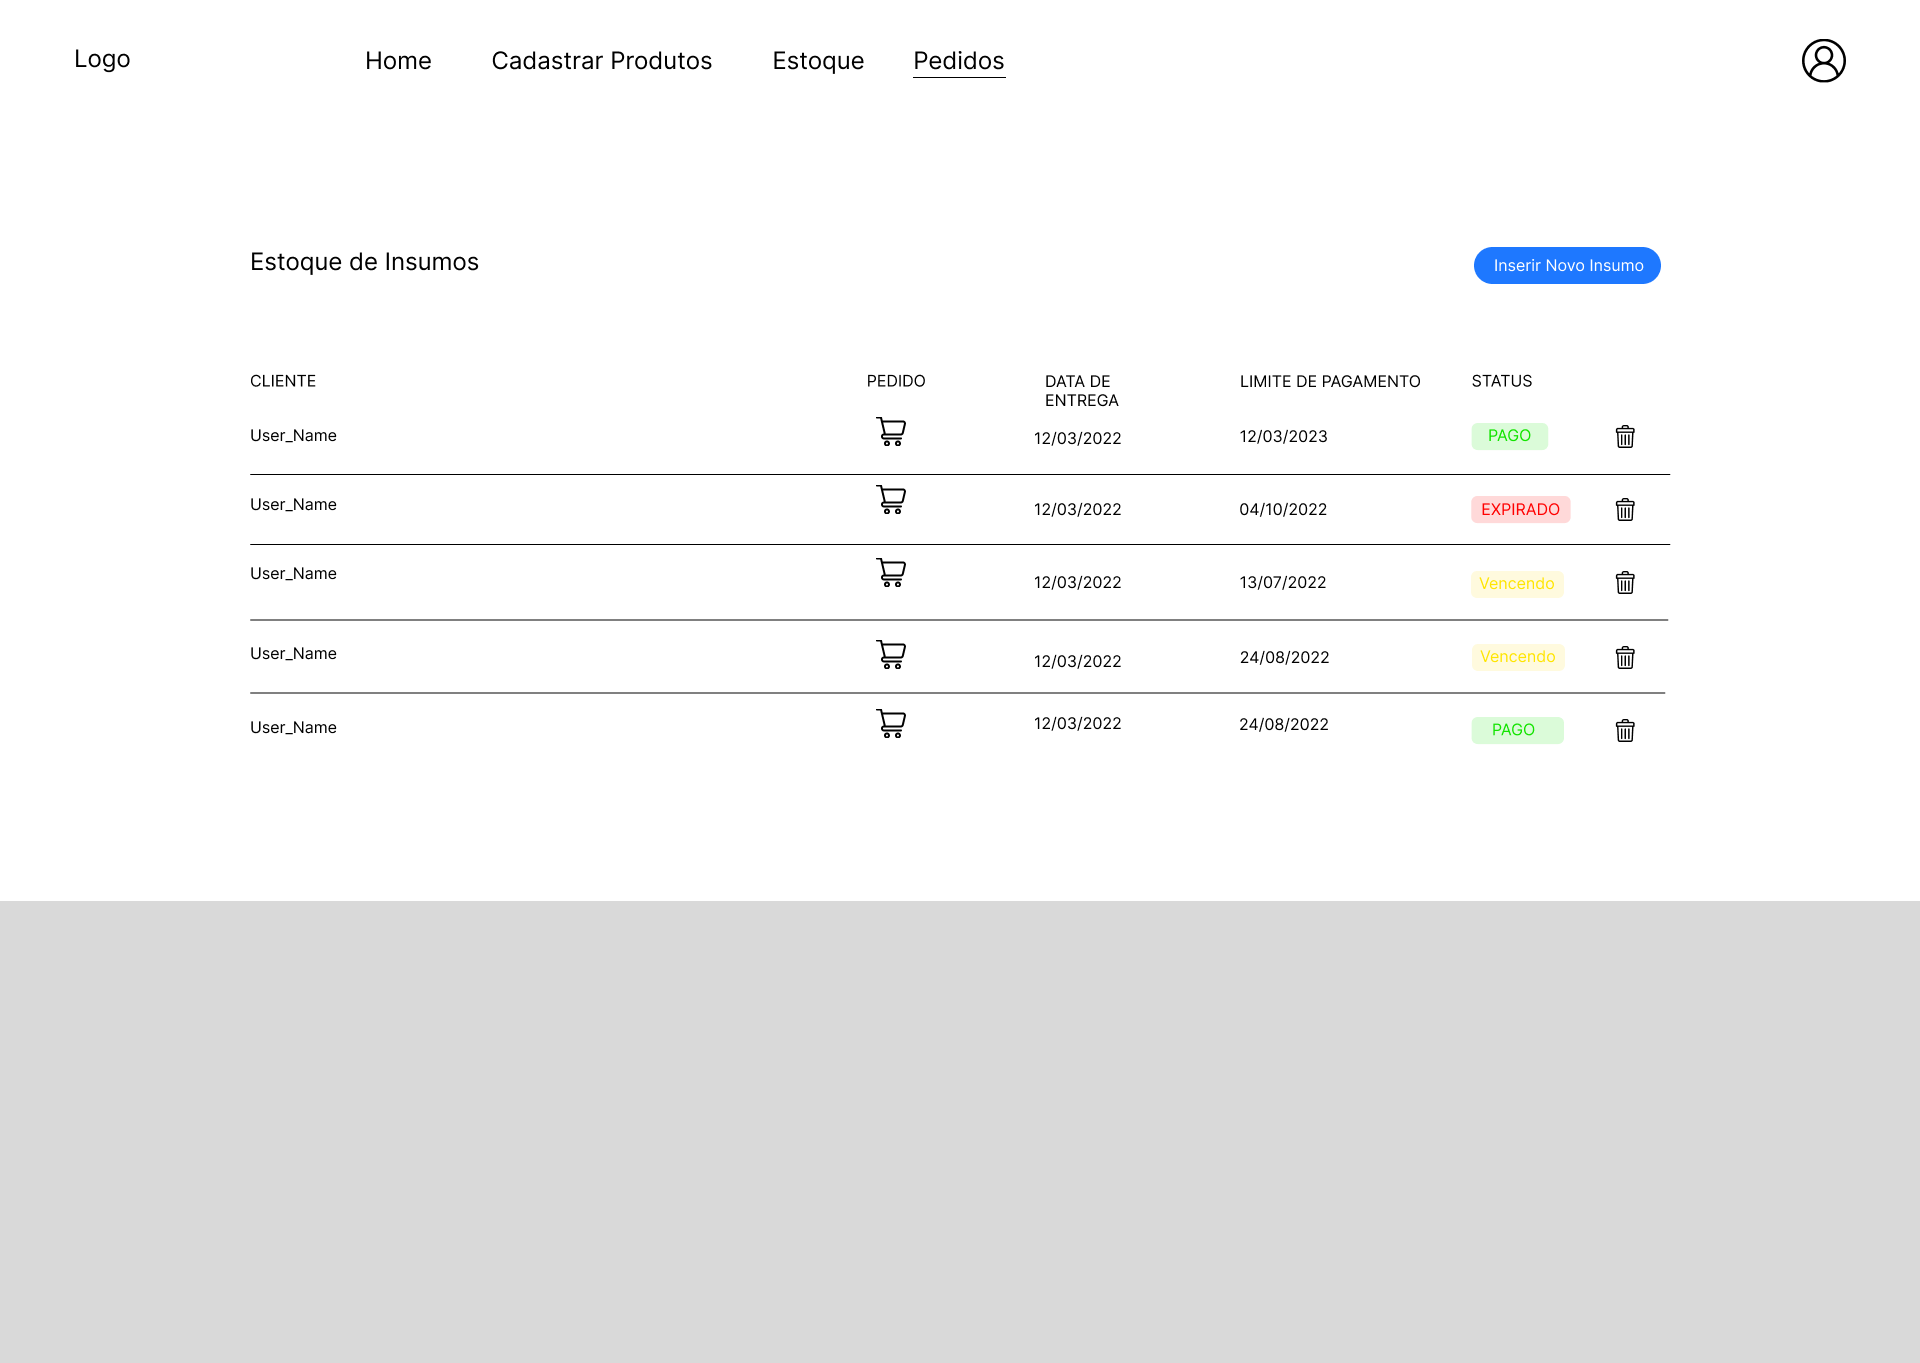 Logo
Home
Cadastrar Produtos
Estoque
Pedidos
Estoque de Insumos
Inserir Novo Insumo
CLIENTE
PEDIDO
DATA DE
ENTREGA
LIMITE DE PAGAMENTO
STATUS
User_Name
12/03/2022
12/03/2023
PAGO
User_Name
12/03/2022
04/10/2022
EXPIRADO
User_Name
12/03/2022
13/07/2022
Vencendo
User_Name
12/03/2022
24/08/2022
Vencendo
User_Name
12/03/2022
24/08/2022
PAGO